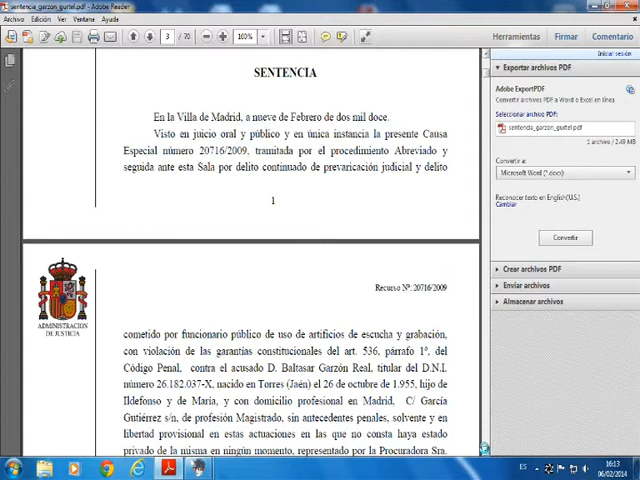 sentencia_garzon_gurtel.pdf - Adobe Reader
Archivo Edición Ver Ventana Ayuda
3 / 70 100% Herramientas Firmar Comentario
Iniciar sesión
Exportar archivos PDF
Adobe ExportPDF
Convertir archivos PDF a Word o Excel en línea
Seleccionar archivo PDF:
sentencia_garzon_gurtel.pdf
1 archivo / 2,49 MB
Convertir a:
Microsoft Word (*.docx)
Reconocer texto en English(U.S.)
Cambiar
Convertir
Crear archivos PDF
Enviar archivos
Almacenar archivos
SENTENCIA
En la Villa de Madrid, a nueve de Febrero de dos mil doce.
Visto en juicio oral y público y en única instancia la presente Causa
Especial número 20716/2009, tramitada por el procedimiento Abreviado y
seguida ante esta Sala por delito continuado de prevaricación judicial y delito
1
ADMINISTRACION
DE JUSTICIA
Recurso Nº: 20716/2009
cometido por funcionario público de uso de artificios de escucha y grabación,
con violación de las garantías constitucionales del art. 536, párrafo 1º, del
Código Penal, contra el acusado D. Baltasar Garzón Real, titular del D.N.I.
número 26.182.037-X, nacido en Torres (Jaén) el 26 de octubre de 1.955, hijo de
Ildefonso y de María, y con domicilio profesional en Madrid, C/ García
Gutiérrez s/n, de profesión Magistrado, sin antecedentes penales, solvente y en
libertad provisional en estas actuaciones en las que no consta haya estado
privado de la misma en ningún momento, representado por la Procuradora Sra.
ES 16:13
06/02/2014